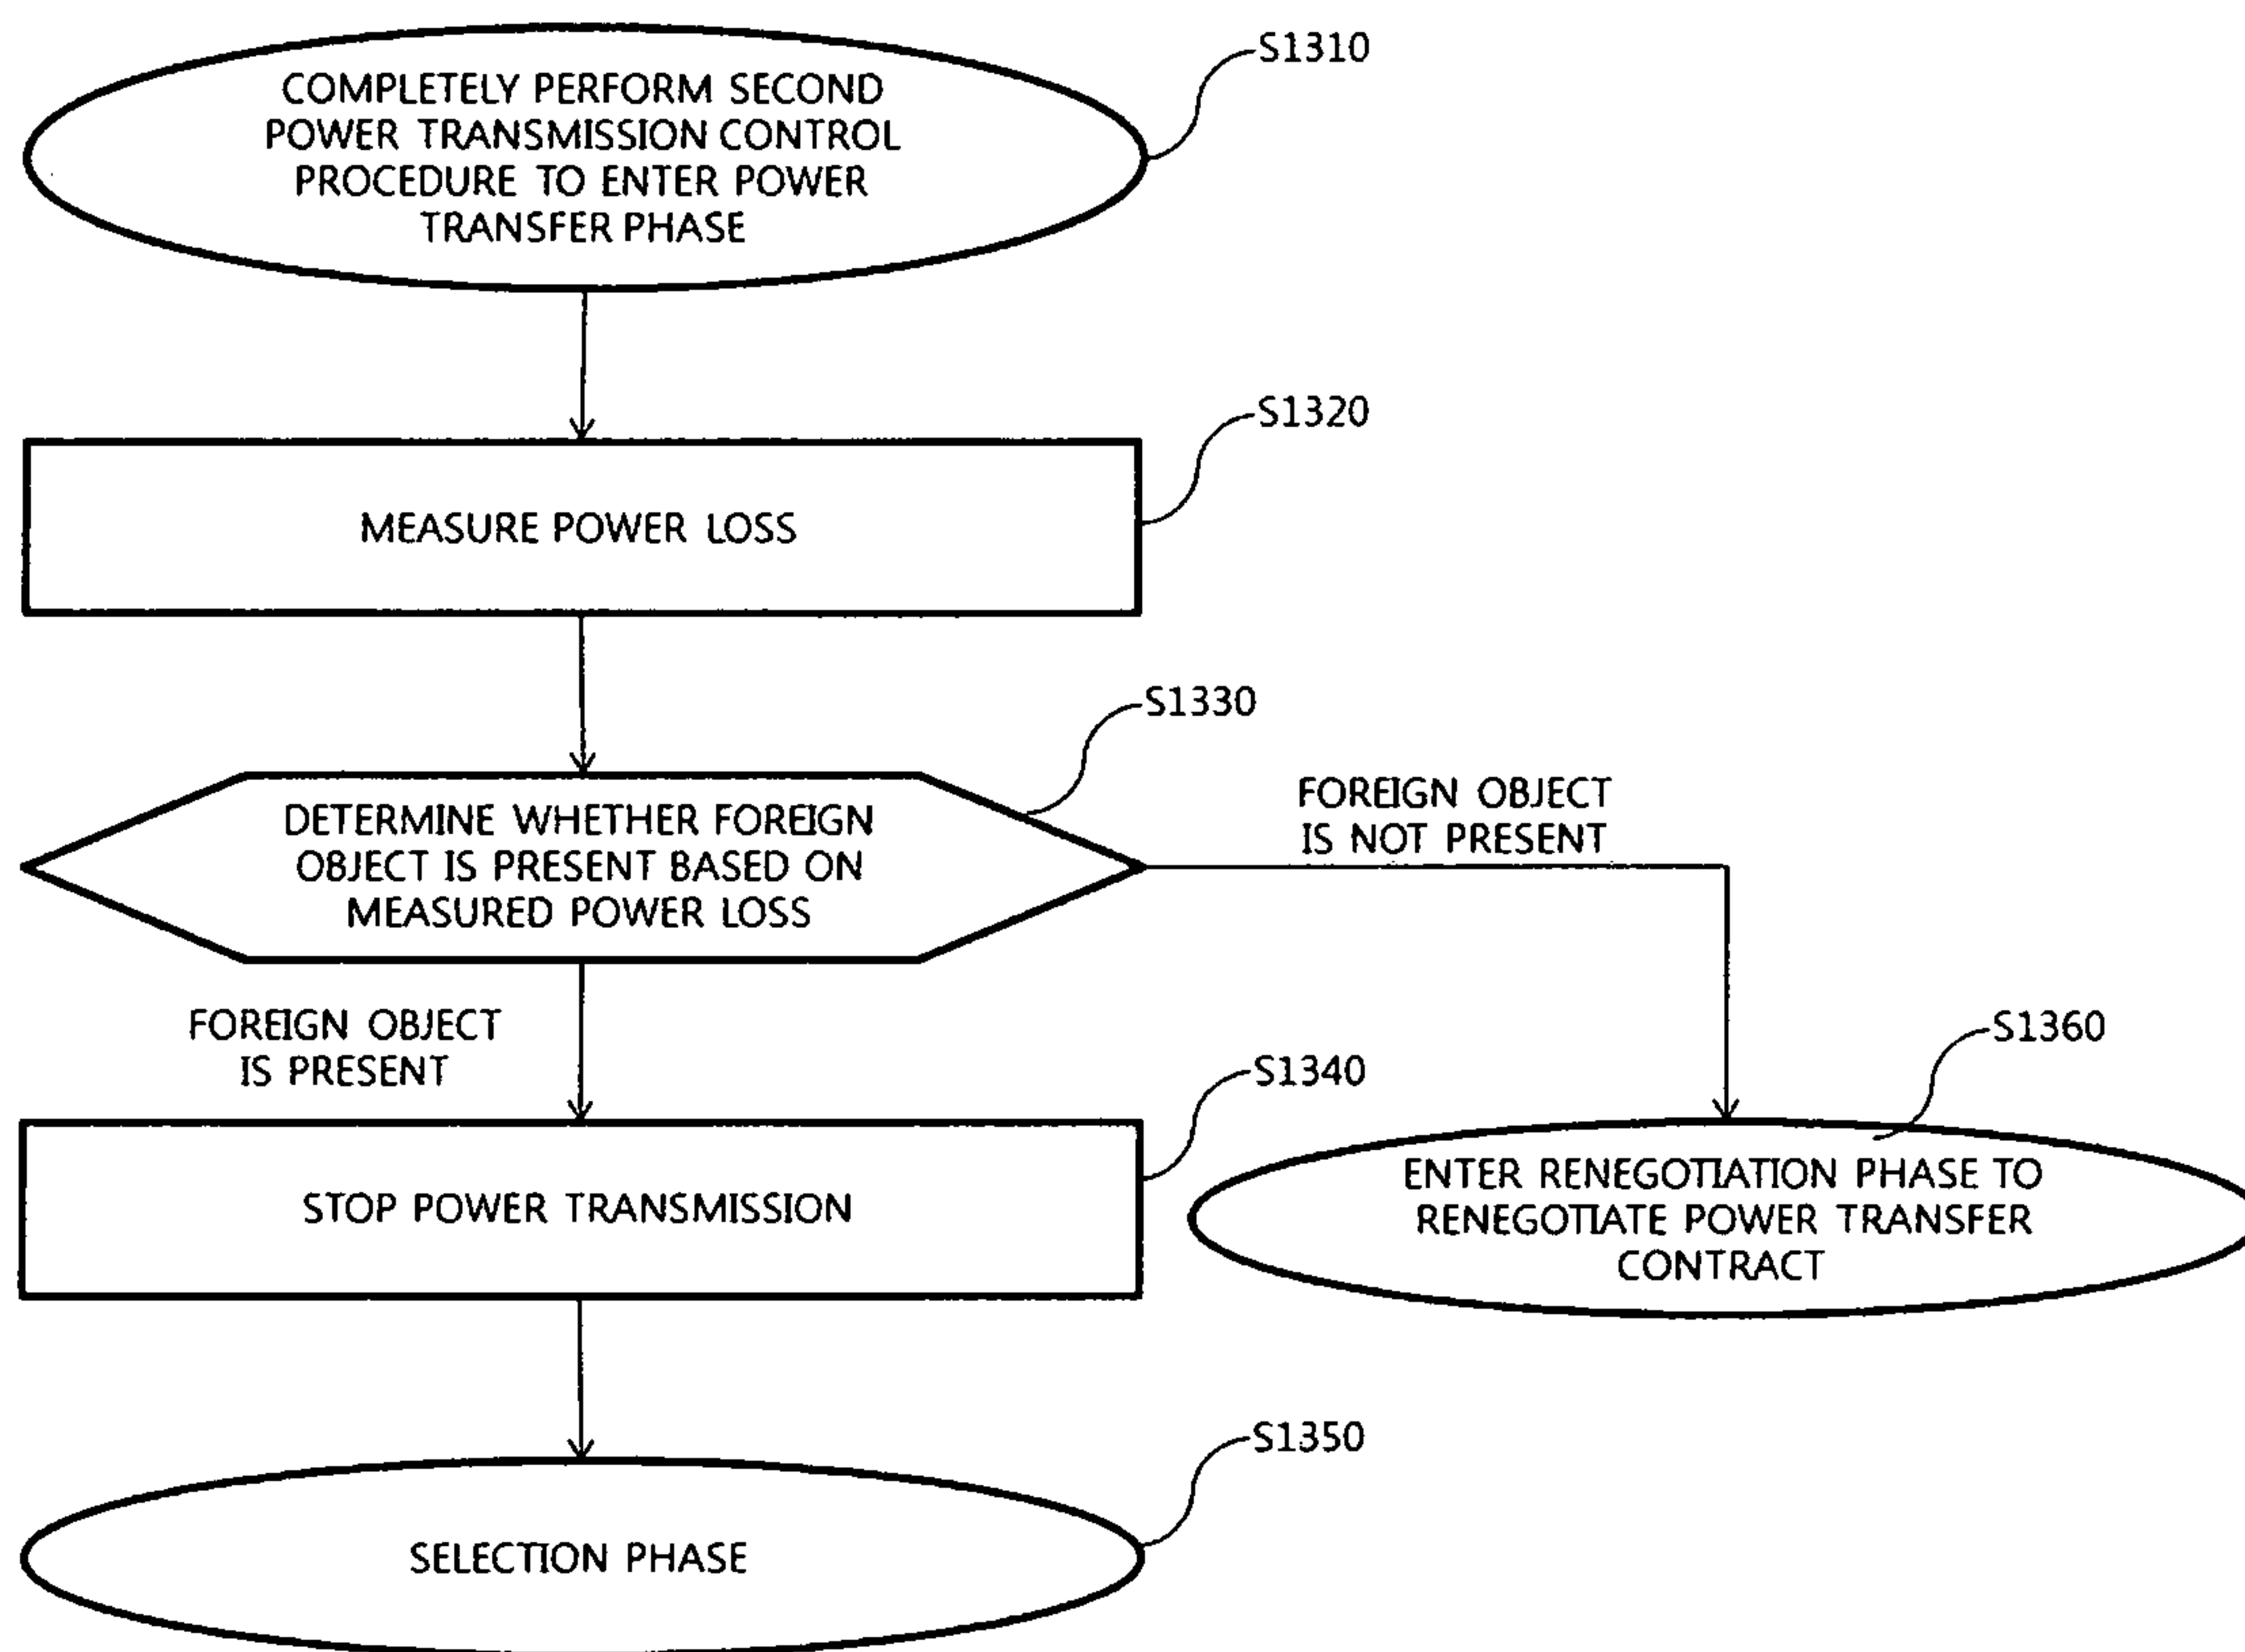 S1310
COMPLETELY PERFORM SECOND
POWER TRANSMISSION CONTROL
PROCEDURE TO ENTER POWER
TRANSFER PHASE
S1320
MEASURE POWER LOSS
S1330
DETERMINE WHETHER FOREIGN
OBJECT IS PRESENT BASED ON
MEASURED POWER LOSS
FOREIGN OBJECT
IS NOT PRESENT
FOREIGN OBJECT
IS PRESENT
S1340
STOP POWER TRANSMISSION
S1360
ENTER RENEGOTIATION PHASE TO
RENEGOTIATE POWER TRANSFER
CONTRACT
S1350
SELECTION PHASE